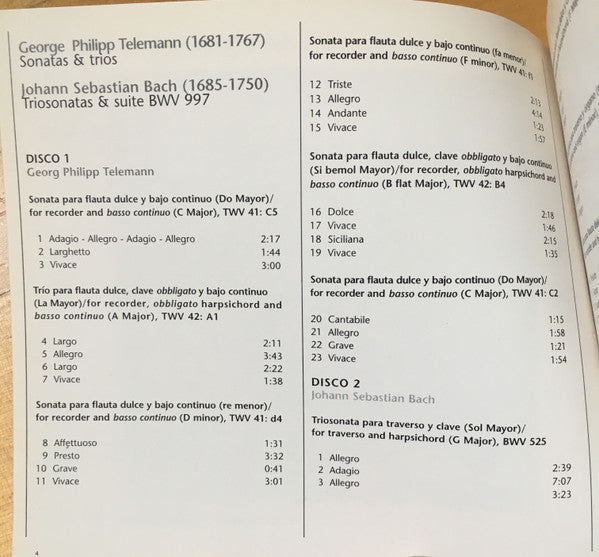 George Philipp Telemann (1681-1767)
Sonatas & trios
Johann Sebastian Bach (1685-1750)
Triosonatas & suite BWV 997
DISCO 1
Georg Philipp Telemann
Sonata para flauta dulce y bajo continuo (Do Mayor)/
for recorder and basso continuo (C Major), TWV 41: C5
1 Adagio - Allegro - Adagio - Allegro 2:17
2 Larghetto 1:44
3 Vivace 3:00
Trío para flauta dulce, clave obbligato y bajo continuo
(La Mayor)/for recorder, obbligato harpsichord and
basso continuo (A Major), TWV 42: A1
4 Largo 2:11
5 Allegro 3:43
6 Largo 2:22
7 Vivace 1:38
Sonata para flauta dulce y bajo continuo (re menor)/
for recorder and basso continuo (D minor), TWV 41: d4
8 Affettuoso 1:31
9 Presto 3:32
10 Grave 0:41
11 Vivace 3:01
4
Sonata para flauta dulce y bajo continuo (fa menor)/
for recorder and basso continuo (F minor), TWV 41: f1
12 Triste 2:13
13 Allegro 4:14
14 Andante 1:23
15 Vivace 1:57
Sonata para flauta dulce, clave obbligato y bajo continuo
(Si bemol Mayor)/for recorder, obbligato harpsichord and
basso continuo (B flat Major), TWV 42: B4
16 Dolce 2:18
17 Vivace 1:46
18 Siciliana 2:15
19 Vivace 1:35
Sonata para flauta dulce y bajo continuo (Do Mayor)/
for recorder and basso continuo (C Major), TWV 41: C2
20 Cantabile 1:15
21 Allegro 1:58
22 Grave 1:21
23 Vivace 1:54
DISCO 2
Johann Sebastian Bach
Triosonata para traverso y clave (Sol Mayor)/
for traverso and harpsichord (G Major), BWV 525
1 Allegro 2:39
2 Adagio 7:07
3 Allegro 3:23